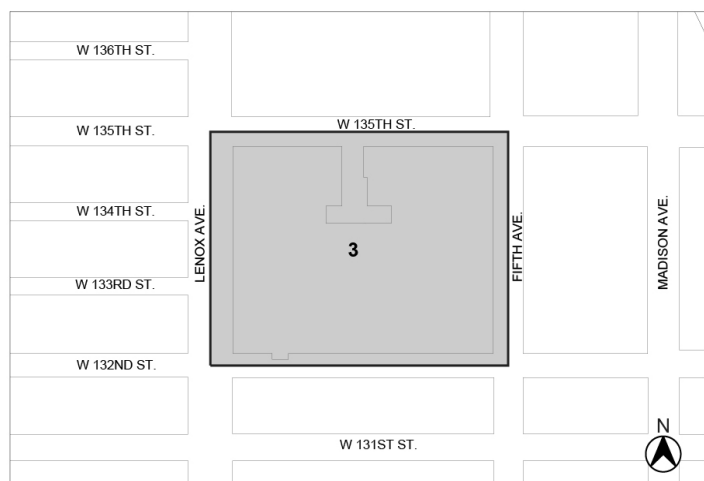 W 136TH ST.
W 135TH ST.
W 135TH ST.
W 134TH ST.
LENOX AVE.
3
FIFTH AVE.
MADISON AVE.
W 133RD ST.
W 132ND ST.
W 131ST ST.
N